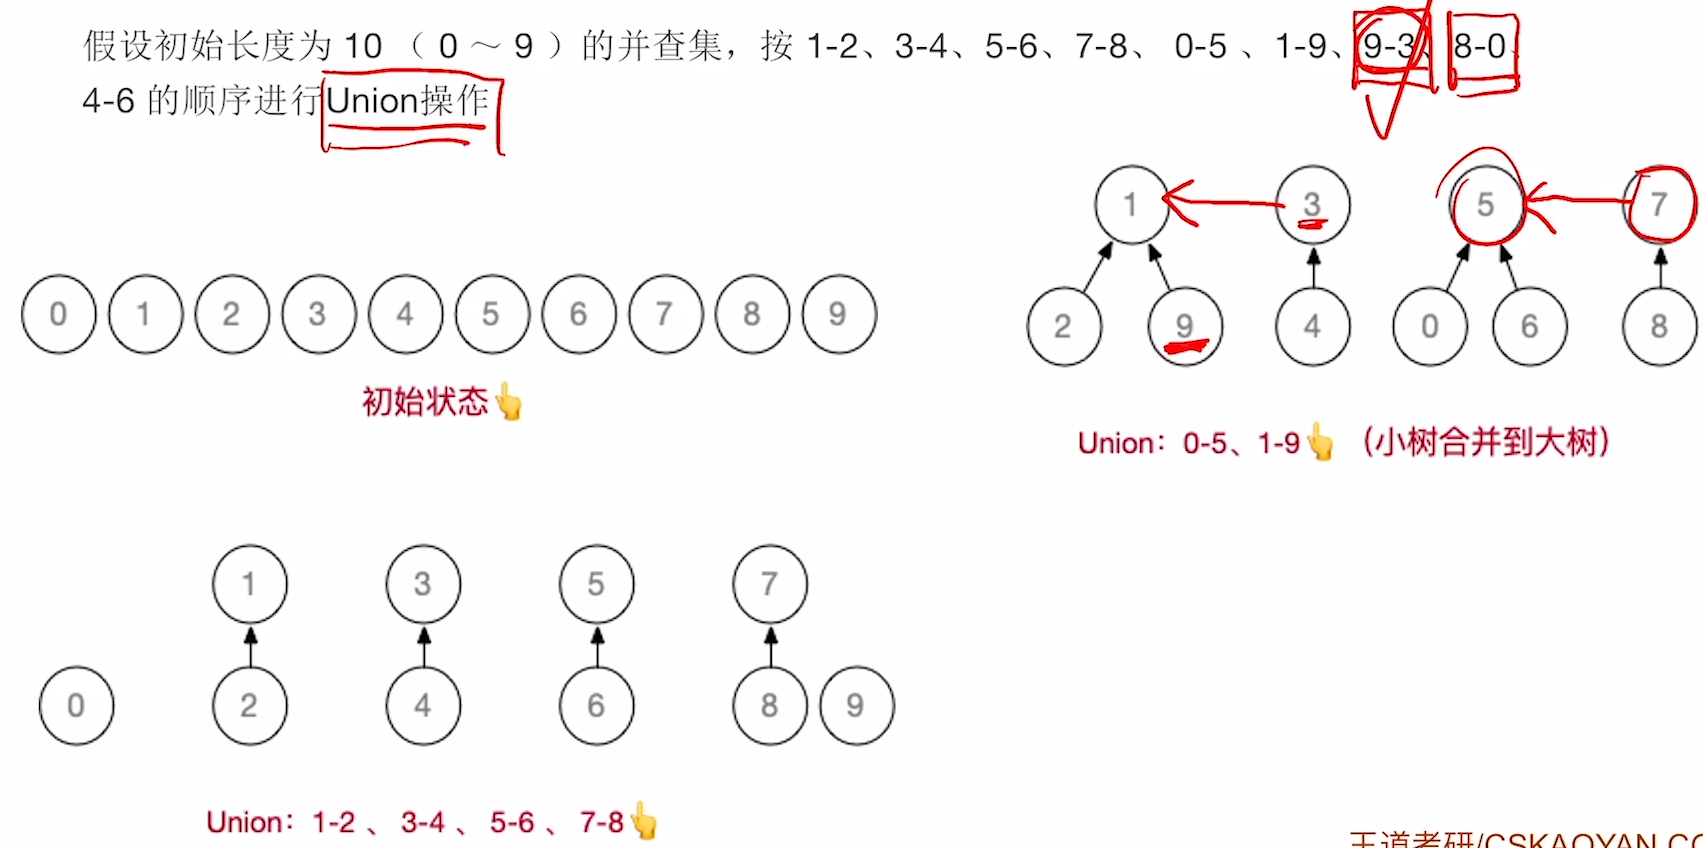 假设初始长度为 10 （ 0 ～ 9 ）的并查集，按 1-2、3-4、5-6、7-8、 0-5 、1-9、9-3、8-0、
4-6 的顺序进行Union操作
1 3 5 7
2 9 4 0 6 8
0 1 2 3 4 5 6 7 8 9
初始状态👆
Union：0-5、1-9👆（小树合并到大树）
1 3 5 7
0 2 4 6 8 9
Union：1-2 、 3-4 、 5-6 、 7-8👆
王道考研/CSKAOYAN.CO